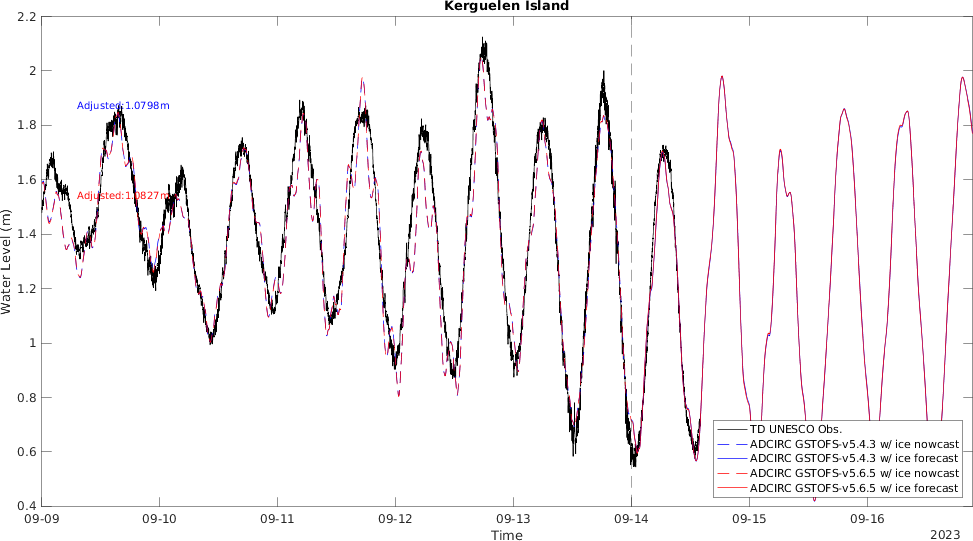 Kerguelen Island
2.2
2
1.8
1.6
1.4
1.2
1
0.8
0.6
0.4
Water Level (m)
Adjusted:1.0798m
Adjusted:1.0827m
TD UNESCO Obs.
ADCIRC GSTOFS-v5.4.3 w/ ice nowcast
ADCIRC GSTOFS-v5.4.3 w/ ice forecast
ADCIRC GSTOFS-v5.6.5 w/ ice nowcast
ADCIRC GSTOFS-v5.6.5 w/ ice forecast
09-09 09-10 09-11 09-12 09-13 09-14 09-15 09-16
Time
2023